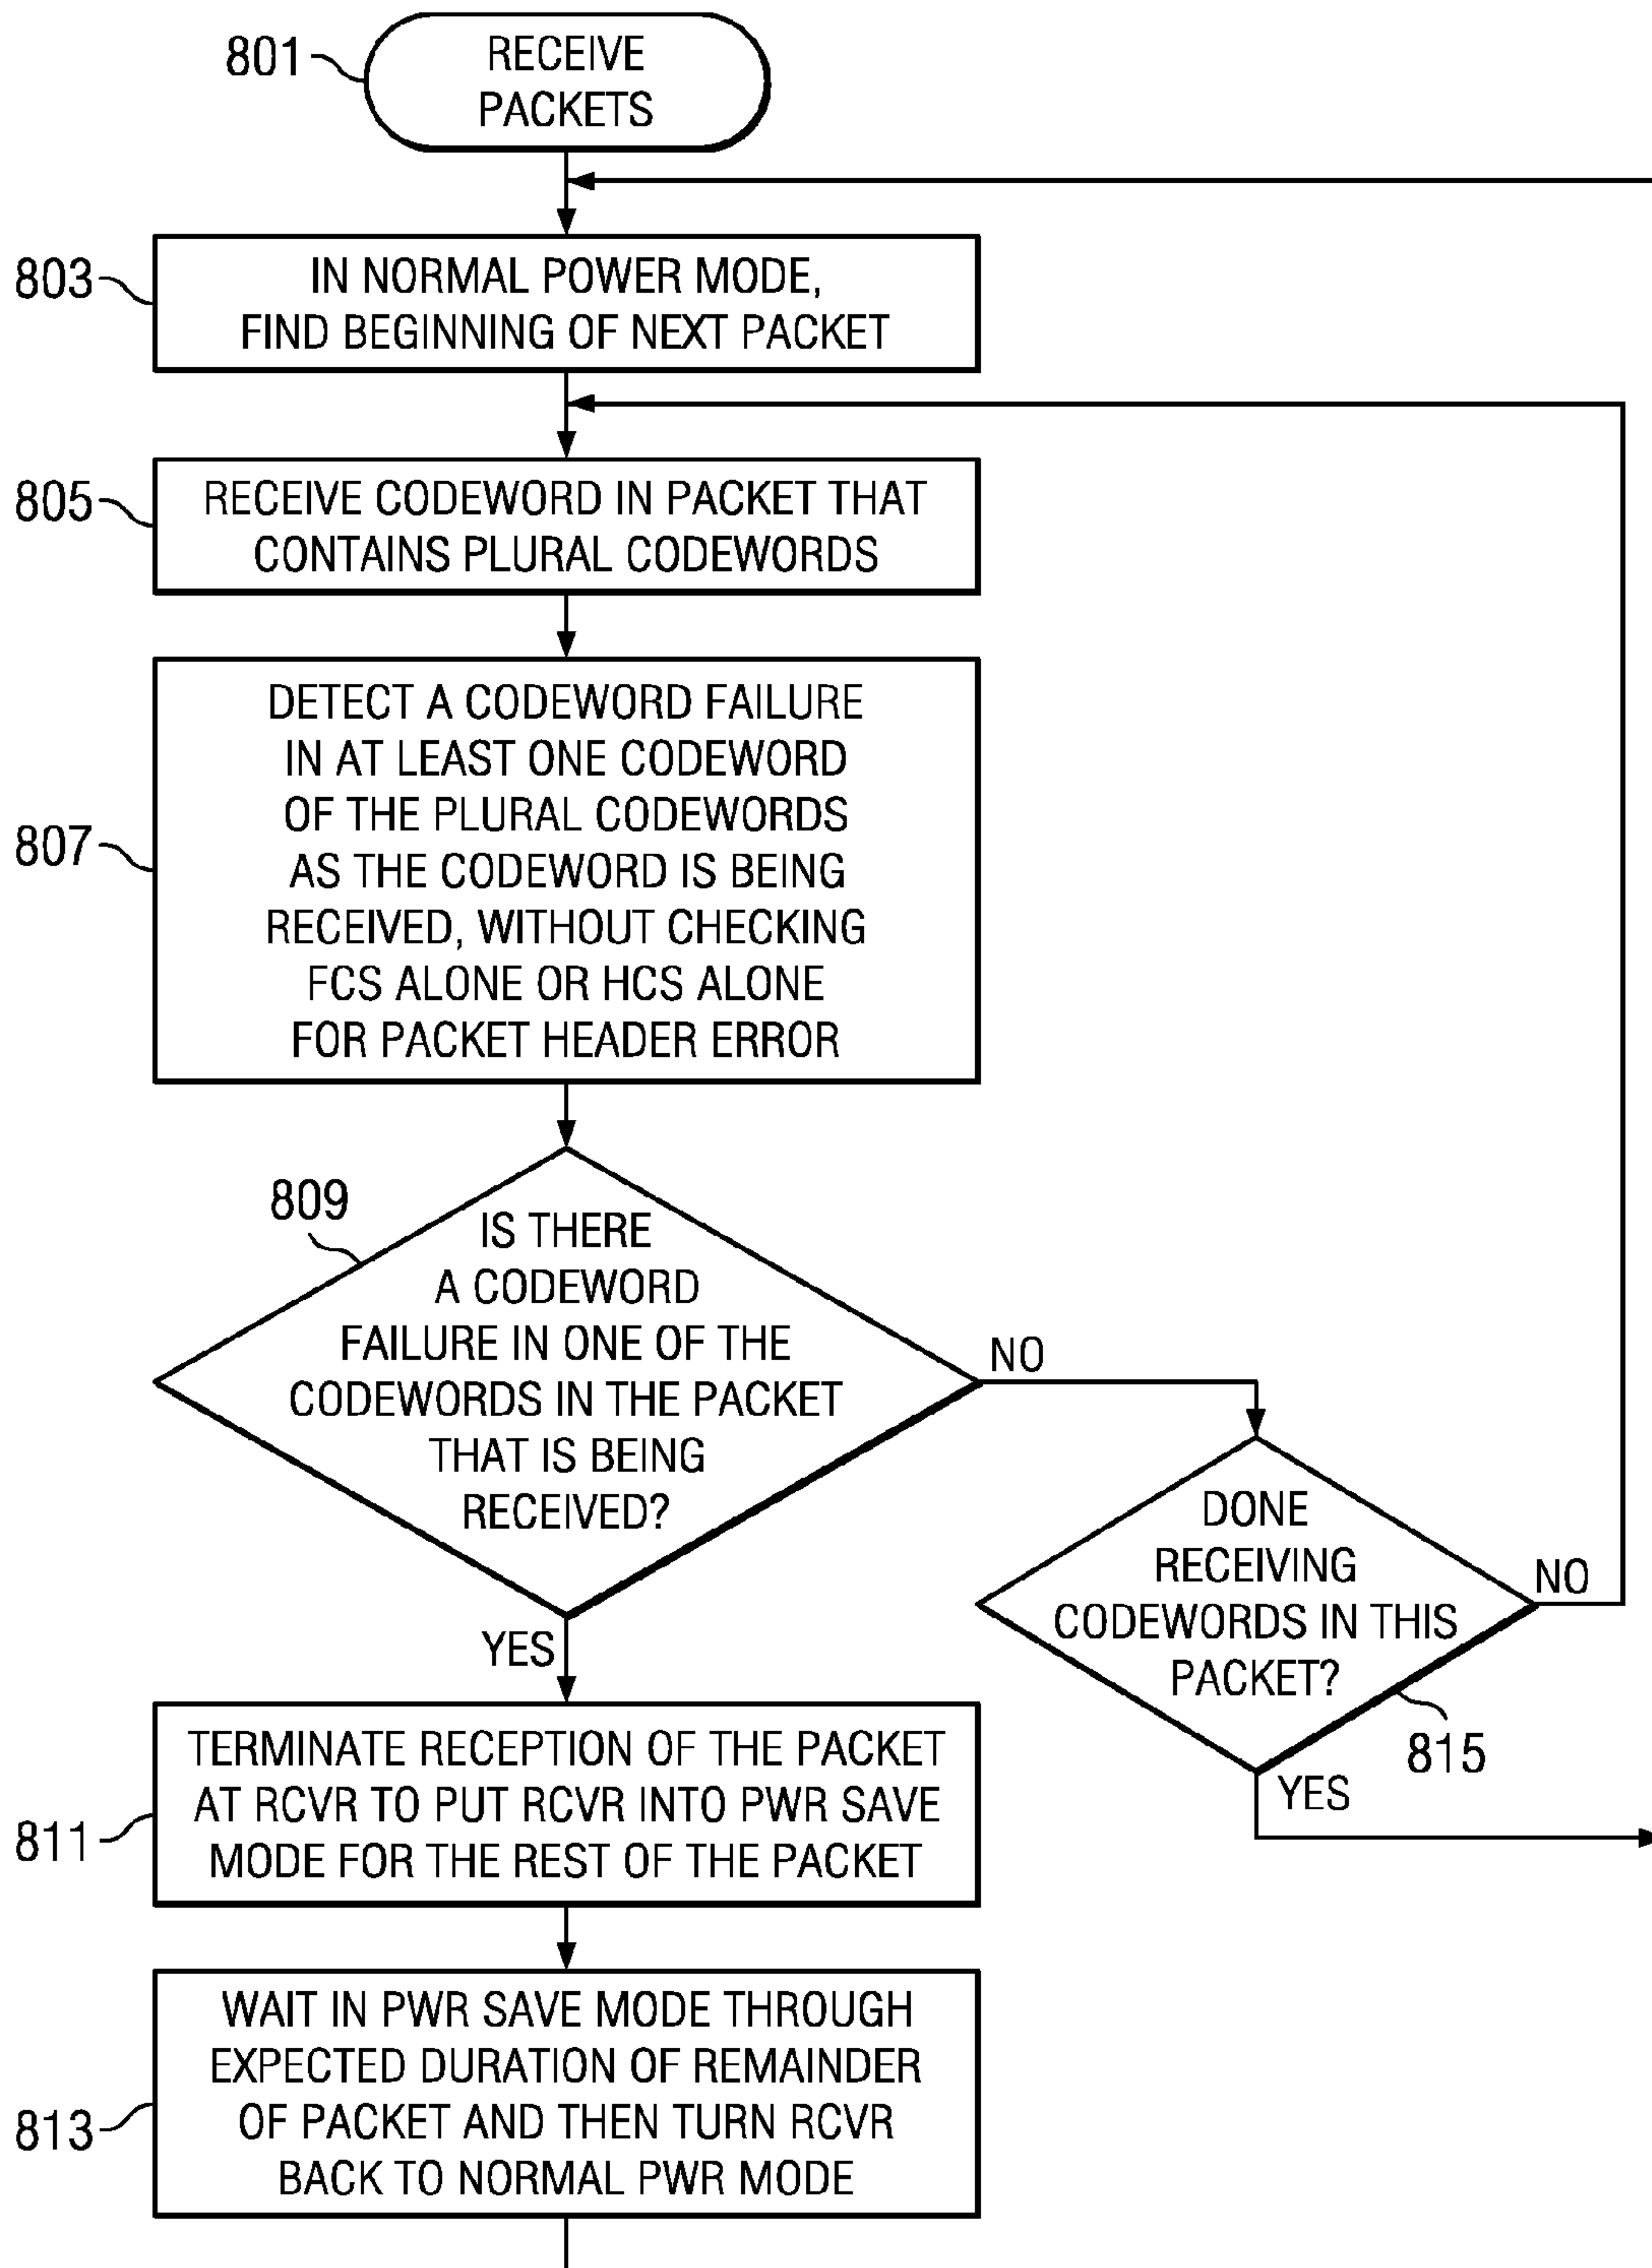 801
RECEIVE
PACKETS
803
IN NORMAL POWER MODE,
FIND BEGINNING OF NEXT PACKET
805
RECEIVE CODEWORD IN PACKET THAT
CONTAINS PLURAL CODEWORDS
807
DETECT A CODEWORD FAILURE
IN AT LEAST ONE CODEWORD
OF THE PLURAL CODEWORDS
AS THE CODEWORD IS BEING
RECEIVED, WITHOUT CHECKING
FCS ALONE OR HCS ALONE
FOR PACKET HEADER ERROR
809
IS THERE
A CODEWORD
FAILURE IN ONE OF THE
CODEWORDS IN THE PACKET
THAT IS BEING
RECEIVED?
NO
YES
DONE
RECEIVING
CODEWORDS IN THIS
PACKET?
NO
815
YES
811
TERMINATE RECEPTION OF THE PACKET
AT RCVR TO PUT RCVR INTO PWR SAVE
MODE FOR THE REST OF THE PACKET
813
WAIT IN PWR SAVE MODE THROUGH
EXPECTED DURATION OF REMAINDER
OF PACKET AND THEN TURN RCVR
BACK TO NORMAL PWR MODE